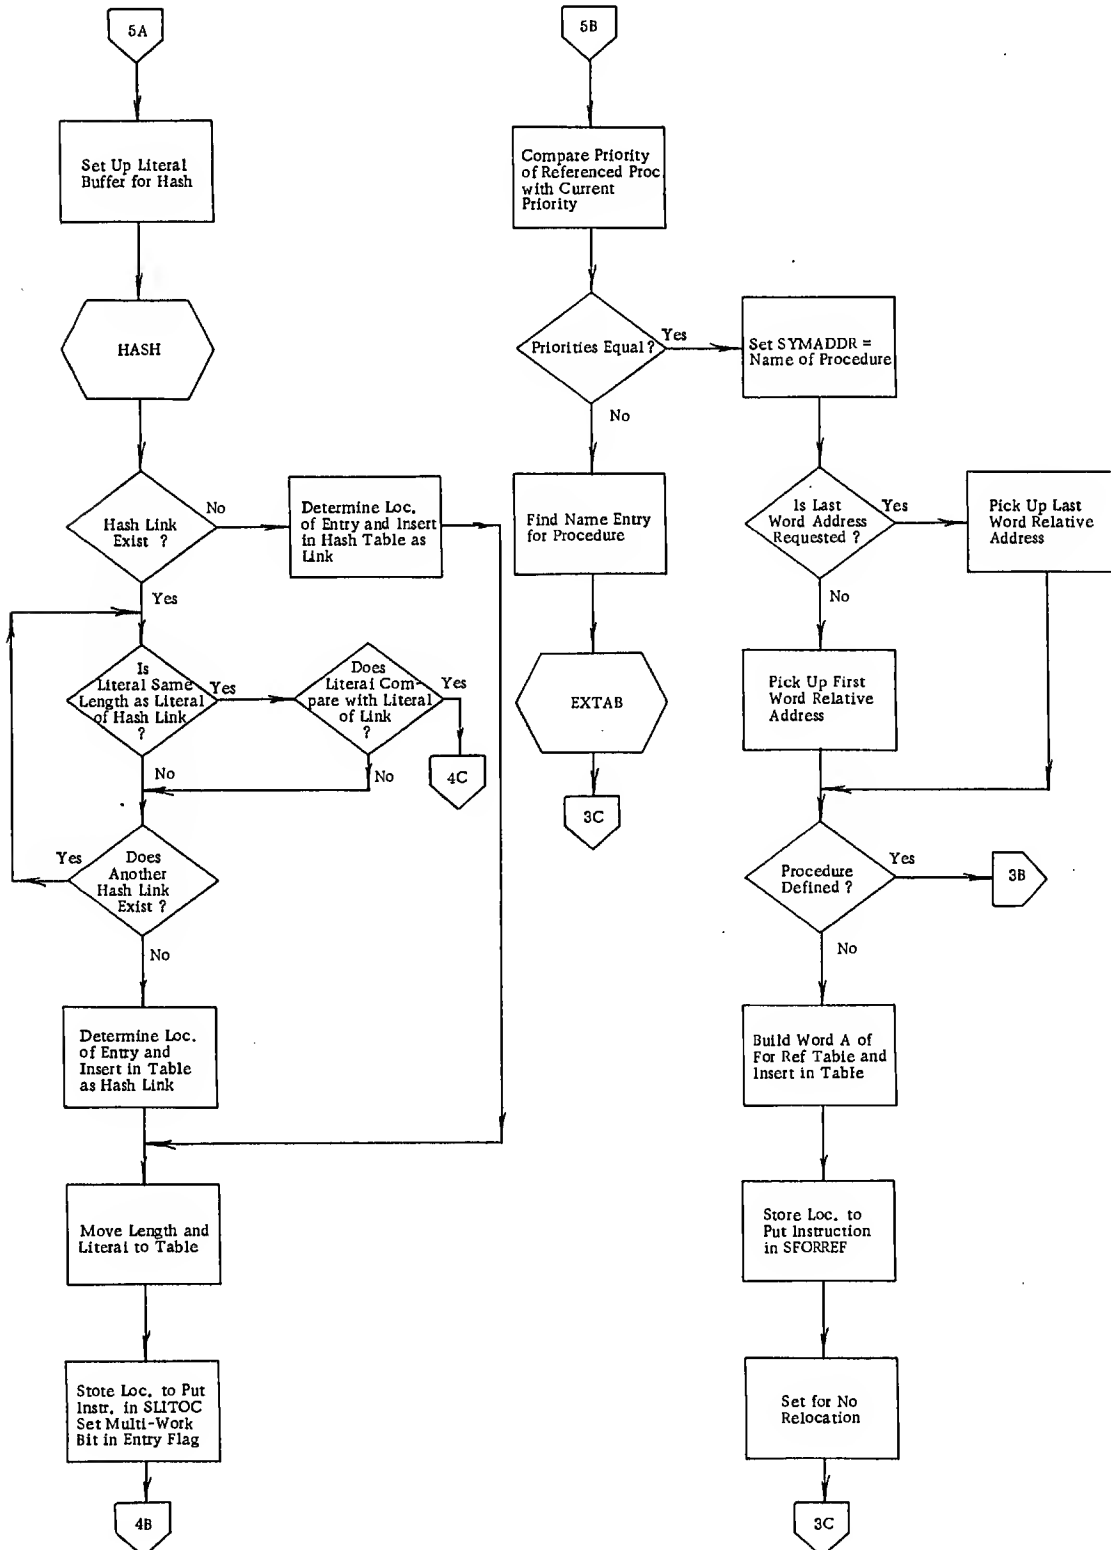 5A
Set Up Literal
Buffer for Hash
HASH
Hash Link
Exist ?
No
Determine Loc.
of Entry and Insert
in Hash Table as
Link
Yes
Is
Literal Same
Length as Literal
of Hash Link
?
Yes
Does
Literal Com-
pare with Literal
of Link
?
Yes
4C
No
No
Does
Another
Hash Link
Exist ?
Yes
No
Determine Loc.
of Entry and
Insert in Table
as Hash Link
Move Length and
Literal to Table
Store Loc. to Put
Instr. in SLITOC
Set Multi-Work
Bit in Entry Flag
4B
5B
Compare Priority
of Referenced Proc
with Current
Priority
Priorities Equal ?
Yes
No
Find Name Entry
for Procedure
EXTAB
3C
Set SYMADDR =
Name of Procedure
Is Last
Word Address
Requested ?
Yes
Pick Up Last
Word Relative
Address
No
Pick Up First
Word Relative
Address
Procedure
Defined ?
Yes
3B
No
Build Word A of
For Ref Table and
Insert in Table
Store Loc. to
Put Instruction
in SFORREF
Set for No
Relocation
3C